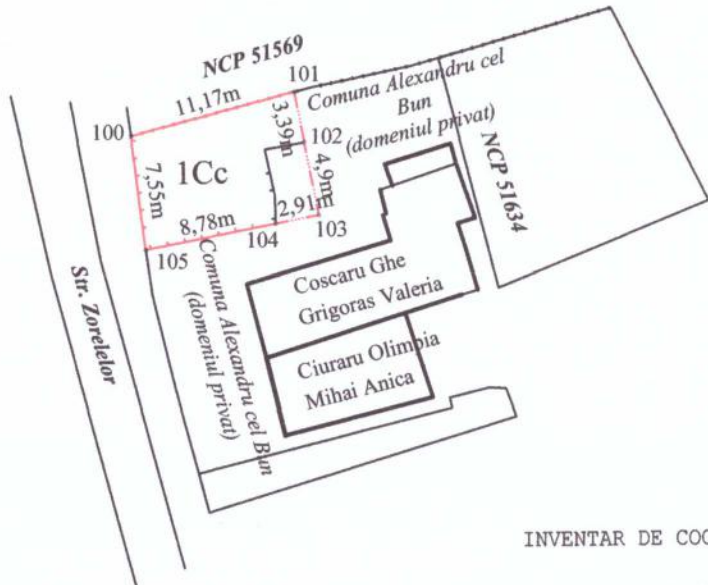 NCP 51569
101
11,17m
Comuna Alexandru cel
Bun
(domeniul privat)
100
3,39m
102
7,55m
1Cc
4,9m
NCP 51634
2,91m
8,78m
103
104
105
Comuna Alexandru cel Bun
(domeniul privat)
Str. Zorelelor
Coscaru Ghe
Grigoras Valeria
Ciuraru Olimpia
Mihai Anica
INVENTAR DE COO